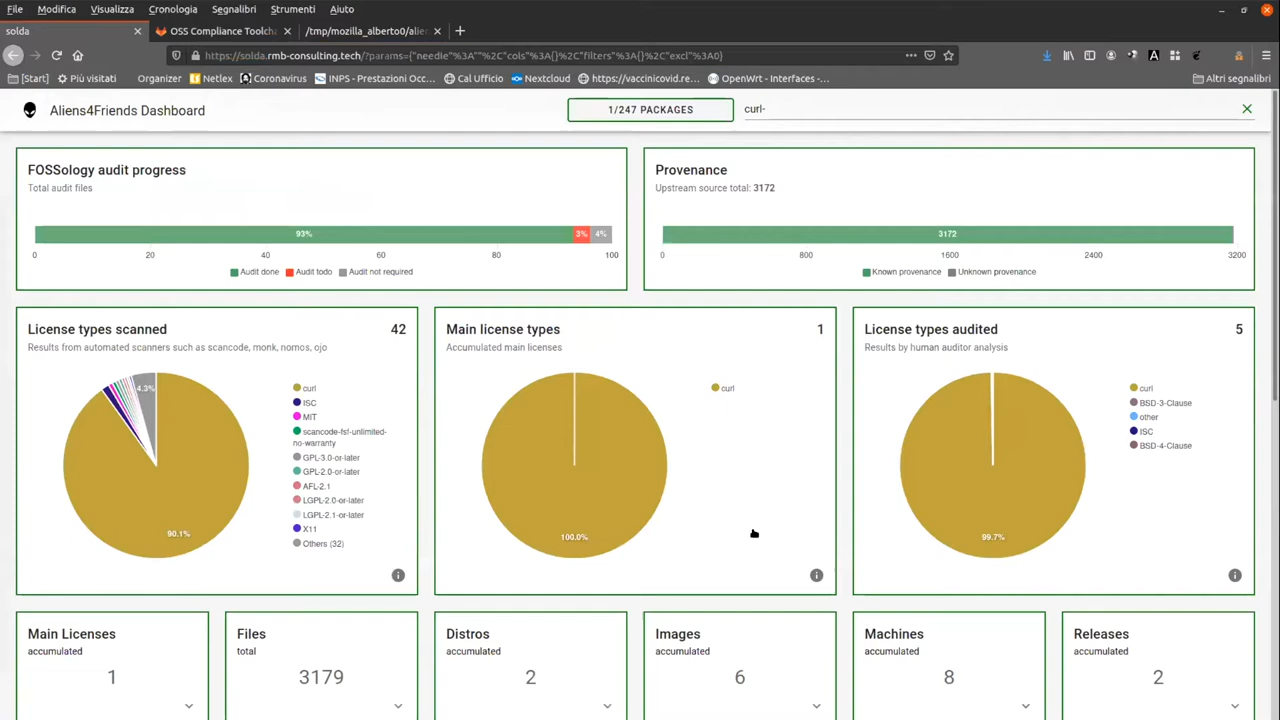 File Modifica Visualizza Cronologia Segnalibri Strumenti Aiuto
solda
OSS Compliance Toolcha
/tmp/mozilla_alberto0/alien
https://solda.rmb-consulting.tech/?params={"needle"%3A""%2C"cols"%3A{}%2C"filters"%3A{}%2C"excl"%3A0}
[Start] Più visitati Organizer Netlex Coronavirus INPS - Prestazioni Occ... Cal Ufficio Nextcloud https://vaccinicovid.re... OpenWrt - Interfaces -... Altri segnalibri
Aliens4Friends Dashboard
1/247 PACKAGES
curl-
FOSSology audit progress
Total audit files
93% 3% 4%
0 20 40 60 80 100
Audit done Audit todo Audit not required
Provenance
Upstream source total: 3172
3172
0 800 1600 2400 3200
Known provenance Unknown provenance
License types scanned 42
Results from automated scanners such as scancode, monk, nomos, ojo
4.3%
90.1%
curl
ISC
MIT
scancode-fsf-unlimited-
no-warranty
GPL-3.0-or-later
GPL-2.0-or-later
AFL-2.1
LGPL-2.0-or-later
LGPL-2.1-or-later
X11
Others (32)
Main license types 1
Accumulated main licenses
curl
100.0%
License types audited 5
Results by human auditor analysis
curl
BSD-3-Clause
other
ISC
BSD-4-Clause
99.7%
Main Licenses
accumulated
1
Files
total
3179
Distros
accumulated
2
Images
accumulated
6
Machines
accumulated
8
Releases
accumulated
2